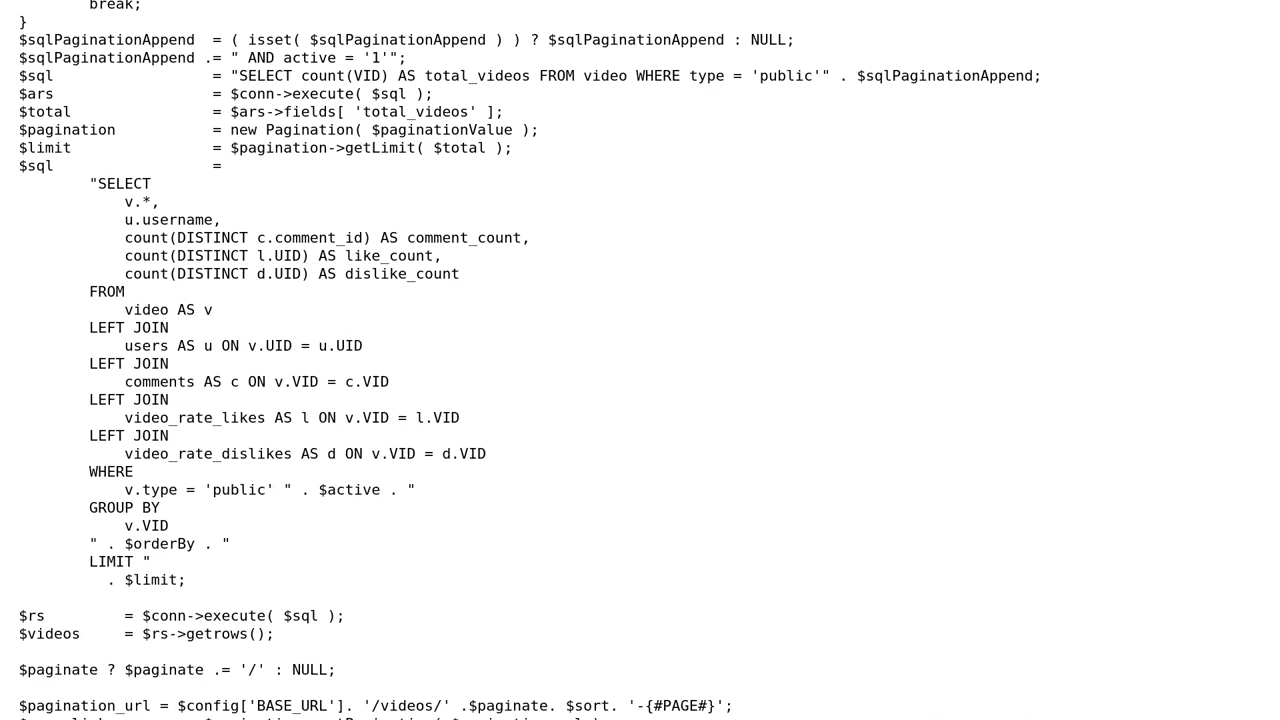 break;
}
$sqlPaginationAppend  = ( isset( $sqlPaginationAppend ) ) ? $sqlPaginationAppend : NULL;
$sqlPaginationAppend .= " AND active = '1'";
$sql                  = "SELECT count(VID) AS total_videos FROM video WHERE type = 'public'" . $sqlPaginationAppend;
$ars                  = $conn->execute( $sql );
$total                = $ars->fields[ 'total_videos' ];
$pagination           = new Pagination( $paginationValue );
$limit                = $pagination->getLimit( $total );
$sql                  =
        "SELECT
            v.*,
            u.username,
            count(DISTINCT c.comment_id) AS comment_count,
            count(DISTINCT l.UID) AS like_count,
            count(DISTINCT d.UID) AS dislike_count
        FROM
            video AS v
        LEFT JOIN
            users AS u ON v.UID = u.UID
        LEFT JOIN
            comments AS c ON v.VID = c.VID
        LEFT JOIN
            video_rate_likes AS l ON v.VID = l.VID
        LEFT JOIN
            video_rate_dislikes AS d ON v.VID = d.VID
        WHERE
            v.type = 'public' " . $active . "
        GROUP BY
            v.VID
        " . $orderBy . "
        LIMIT "
          . $limit;
$rs         = $conn->execute( $sql );
$videos     = $rs->getrows();
$paginate ? $paginate .= '/' : NULL;
$pagination_url = $config['BASE_URL']. '/videos/' .$paginate. $sort. '-{#PAGE#}';